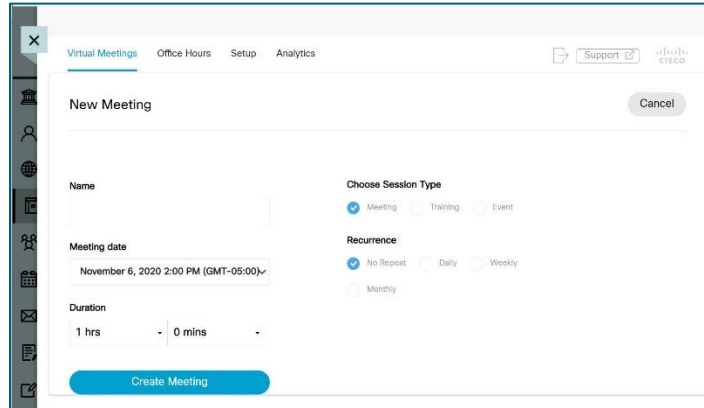 Virtual Meetings Office Hours Setup Analytics Support CISCO
New Meeting Cancel
Name
Choose Session Type
Meeting Training Event
Meeting date
November 6, 2020 2:00 PM (GMT-05:00)
Recurrence
No Repeat Daily Weekly
Monthly
Duration
1 hrs 0 mins
Create Meeting